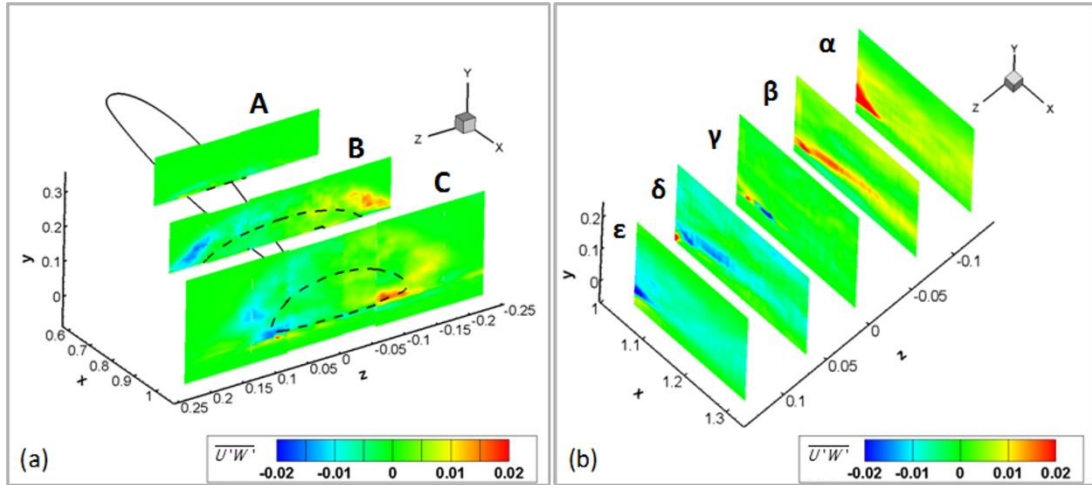 A
B
C
Y
Z
X
0.3
0.2
0.1
0
y
0.6
0.7
0.8
0.9
1
x
0.25
0.2
0.15
0.1
0.05
0
-0.05
-0.1
-0.15
-0.2
-0.25
z
(a)
U'W'
-0.02 -0.01 0 0.01 0.02
α
β
γ
δ
ε
Y
Z
X
0.2
0.1
0
y
1
1.1
1.2
1.3
x
0.1
0.05
0
-0.05
-0.1
z
(b)
U'W'
-0.02 -0.01 0 0.01 0.02